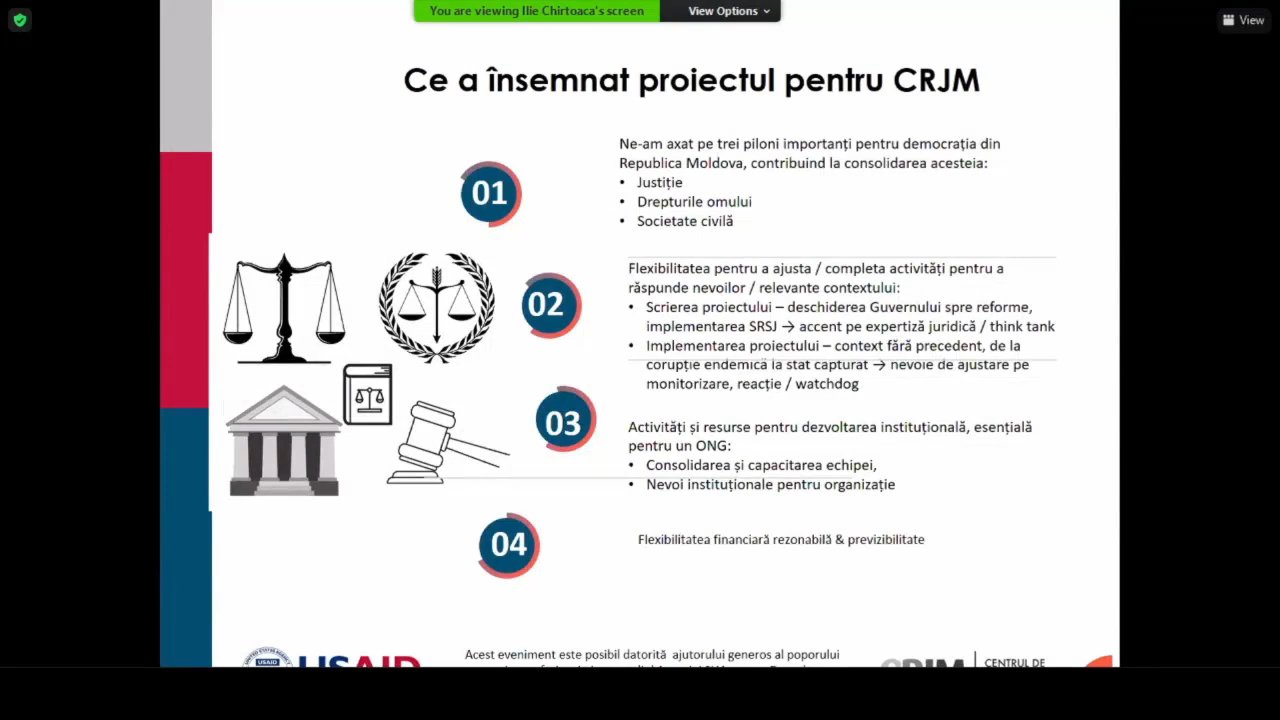 You are viewing Ilie Chirtoaca's screen
View Options
View
Ce a însemnat proiectul pentru CRJM
01
Ne-am axat pe trei piloni importanți pentru democrația din
Republica Moldova, contribuind la consolidarea acesteia:
• Justiție
• Drepturile omului
• Societate civilă
02
Flexibilitatea pentru a ajusta / completa activități pentru a
răspunde nevoilor / relevante contextului:
• Scrierea proiectului – deschiderea Guvernului spre reforme,
implementarea SRSJ → accent pe expertiză juridică / think tank
• Implementarea proiectului – context fără precedent, de la
corupție endemică la stat capturat → nevoie de ajustare pe
monitorizare, reacție / watchdog
03
Activități și resurse pentru dezvoltarea instituțională, esențială
pentru un ONG:
• Consolidarea și capacitarea echipei,
• Nevoi instituționale pentru organizație
04
Flexibilitatea financiară rezonabilă & previzibilitate
USAID
USAID
Acest eveniment este posibil datorită ajutorului generos al poporului
CENTRUL DE